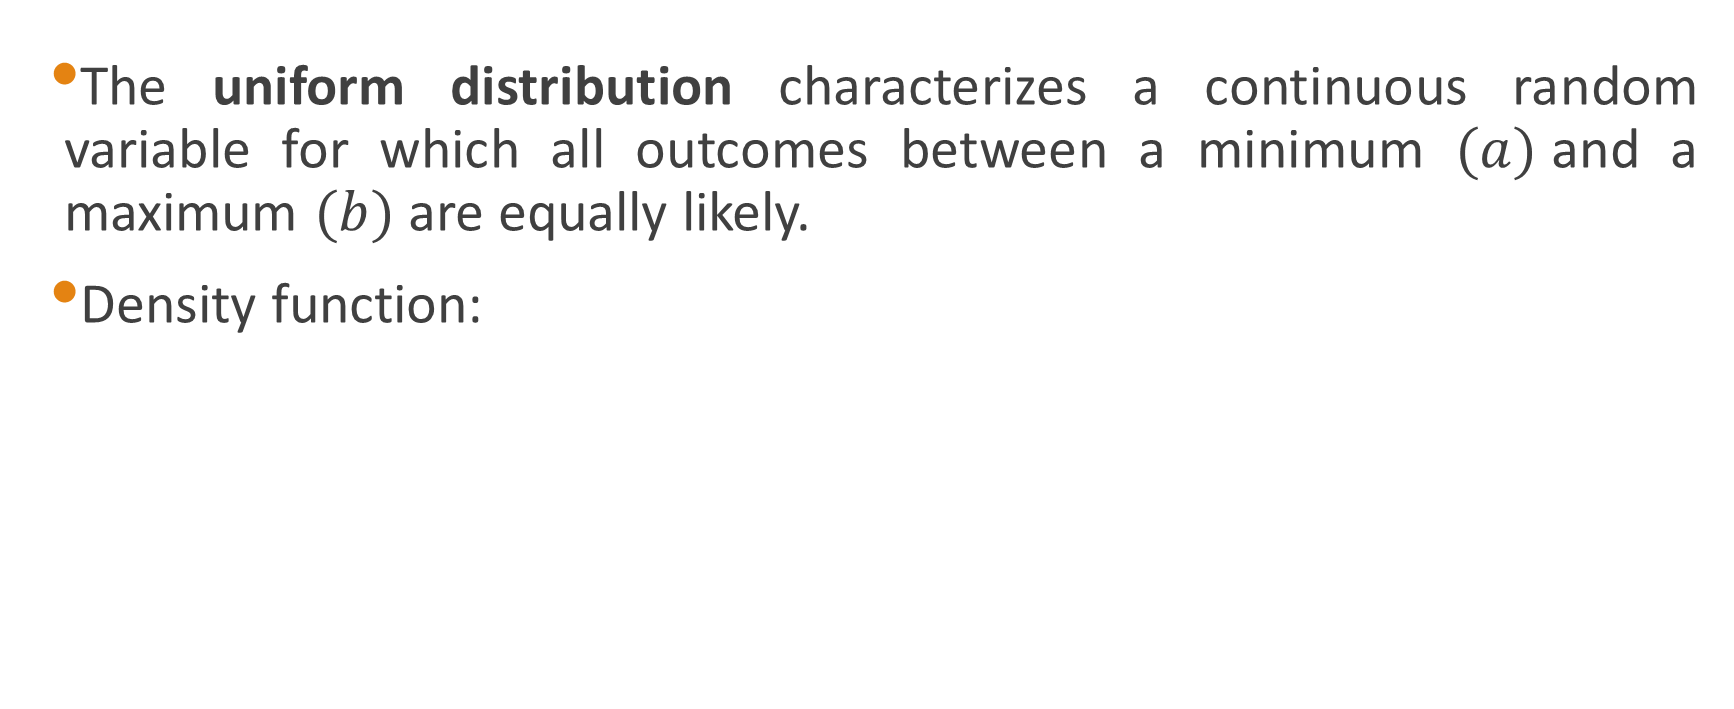 •The uniform distribution characterizes a continuous random
variable for which all outcomes between a minimum (a) and a
maximum (b) are equally likely.
•Density function: